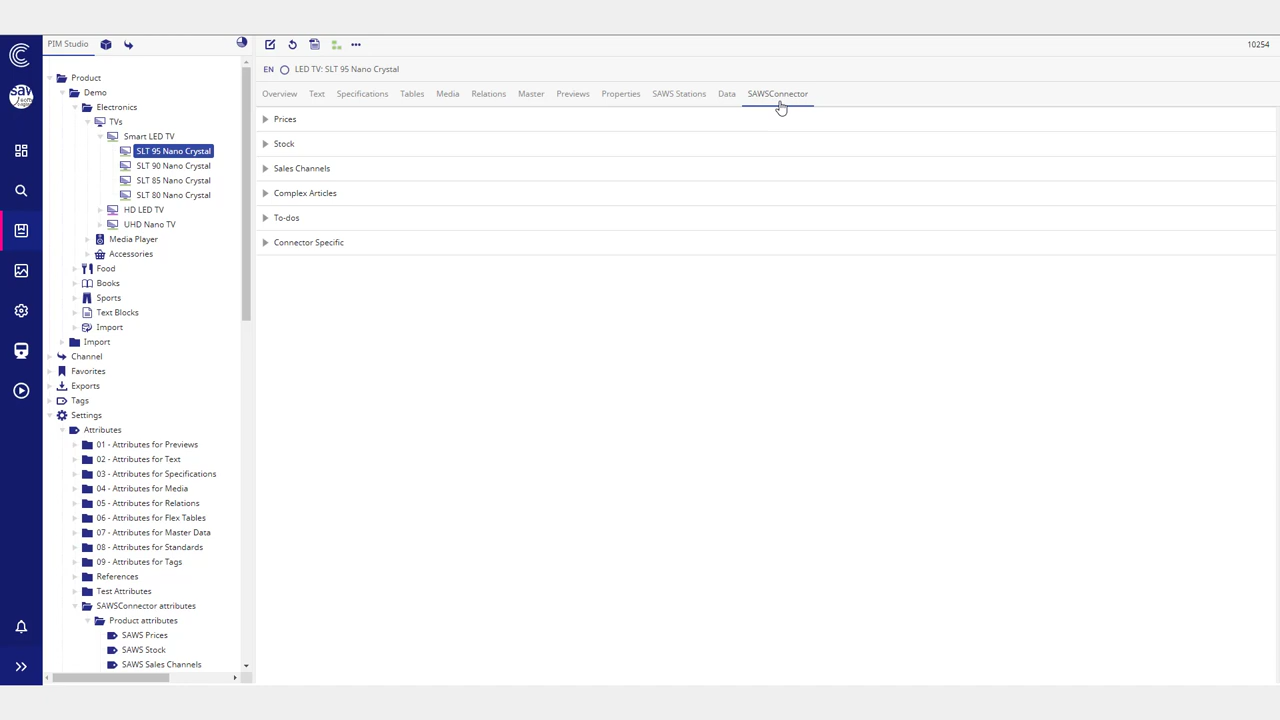 PIM Studio
10254
EN LED TV: SLT 95 Nano Crystal
Overview Text Specifications Tables Media Relations Master Previews Properties SAWS Stations Data SAWSConnector
Prices
Stock
Sales Channels
Complex Articles
To-dos
Connector Specific
Product
Demo
Electronics
TVs
Smart LED TV
SLT 95 Nano Crystal
SLT 90 Nano Crystal
SLT 85 Nano Crystal
SLT 80 Nano Crystal
HD LED TV
UHD Nano TV
Media Player
Accessories
Food
Books
Sports
Text Blocks
Import
Import
Channel
Favorites
Exports
Tags
Settings
Attributes
01 - Attributes for Previews
02 - Attributes for Text
03 - Attributes for Specifications
04 - Attributes for Media
05 - Attributes for Relations
06 - Attributes for Flex Tables
07 - Attributes for Master Data
08 - Attributes for Standards
09 - Attributes for Tags
References
Test Attributes
SAWSConnector attributes
Product attributes
SAWS Prices
SAWS Stock
SAWS Sales Channels